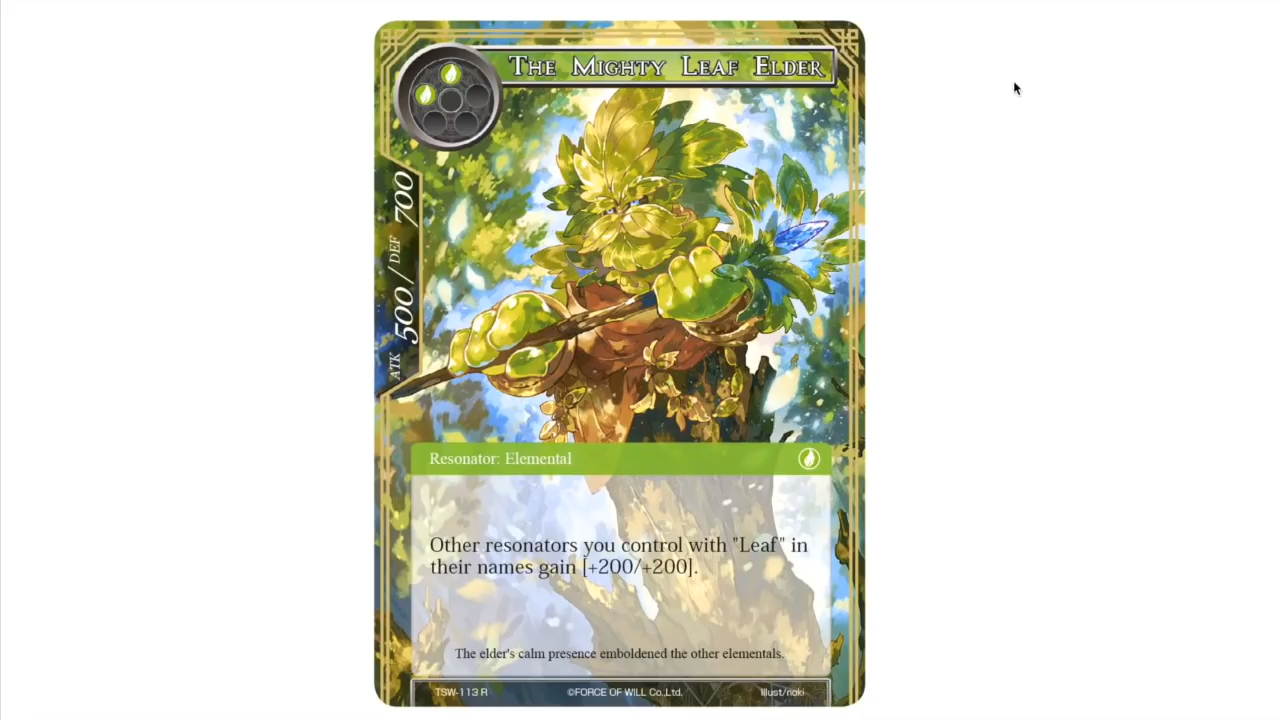 The Mighty Leaf Elder
ATK 500 / DEF 700
Resonator: Elemental
Other resonators you control with "Leaf" in
their names gain [+200/+200].
The elder's calm presence emboldened the other elementals.
TSW-113 R ©FORCE OF WILL Co.,Ltd. Illust/naki